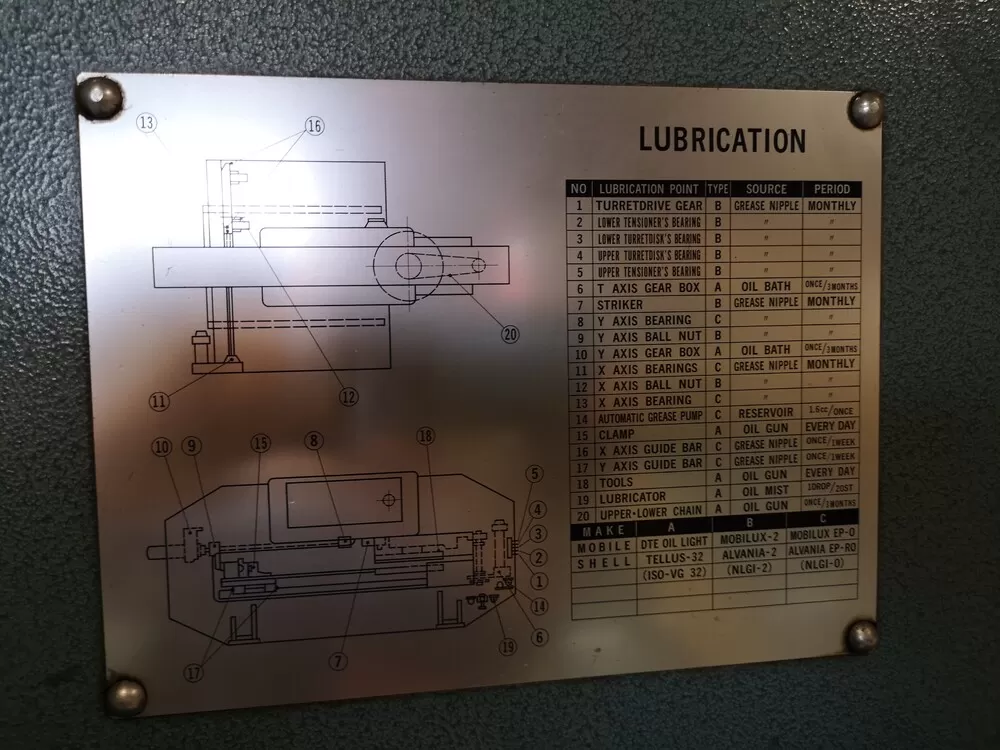 LUBRICATION
NO LUBRICATION POINT TYPE SOURCE PERIOD
1 TURRETDRIVE GEAR B GREASE NIPPLE MONTHLY
2 LOWER TENSIONER'S BEARING B 〃 〃
3 LOWER TURRETDISK'S BEARING B 〃 〃
4 UPPER TURRETDISK'S BEARING B 〃 〃
5 UPPER TENSIONER'S BEARING B 〃 〃
6 T AXIS GEAR BOX A OIL BATH ONCE/3MONTHS
7 STRIKER B GREASE NIPPLE MONTHLY
8 Y AXIS BEARING C 〃 〃
9 Y AXIS BALL NUT B 〃 〃
10 Y AXIS GEAR BOX A OIL BATH ONCE/3MONTHS
11 X AXIS BEARINGS C GREASE NIPPLE MONTHLY
12 X AXIS BALL NUT B 〃 〃
13 X AXIS BEARING C 〃 〃
14 AUTOMATIC GREASE PUMP C RESERVOIR 1.6cc/ONCE
15 CLAMP A OIL GUN EVERY DAY
16 X AXIS GUIDE BAR C GREASE NIPPLE ONCE/1WEEK
17 Y AXIS GUIDE BAR C GREASE NIPPLE ONCE/1WEEK
18 TOOLS A OIL GUN EVERY DAY
19 LUBRICATOR A OIL MIST 1DROP/20ST
20 UPPER·LOWER CHAIN A OIL GUN ONCE/1MONTHS
MAKE A B C
MOBILE DTE OIL LIGHT MOBILUX-2 MOBILUX EP-0
SHELL TELLUS-32 ALVANIA-2 ALVANIA EP-RO
(ISO-VG 32) (NLGI-2) (NLGI-0)
13 16
20
11 12
10 9 15 8 18
5
4
3
2
1
14
6
19
17 7